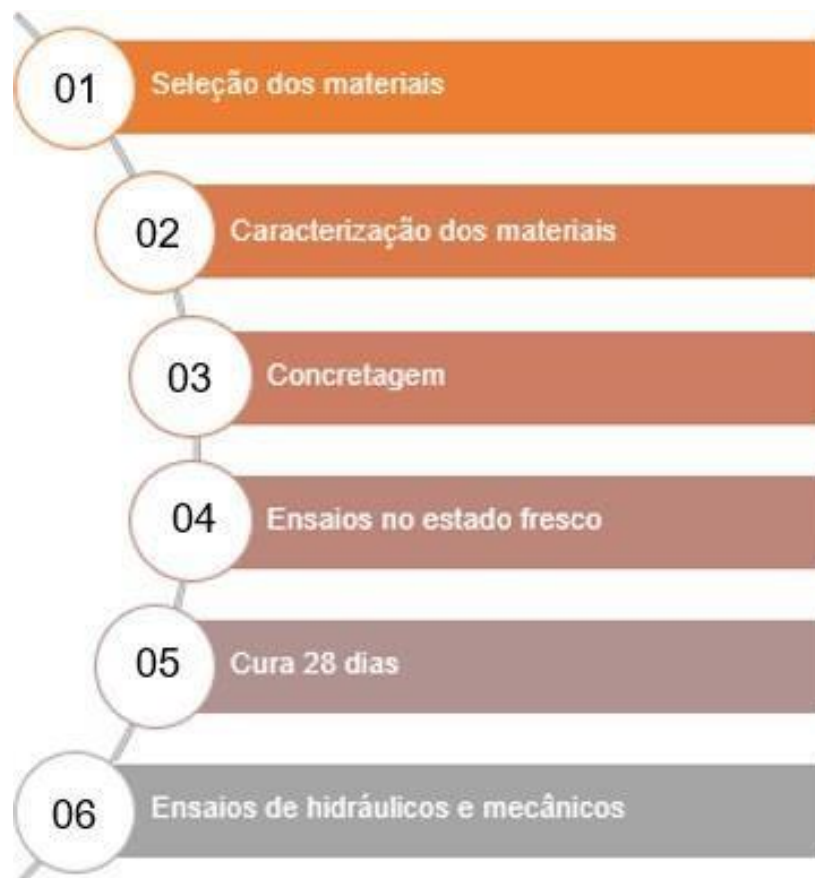 01 Seleção dos materiais
02 Caracterização dos materiais
03 Concretagem
04 Ensaios no estado fresco
05 Cura 28 dias
06 Ensaios de hidráulicos e mecânicos